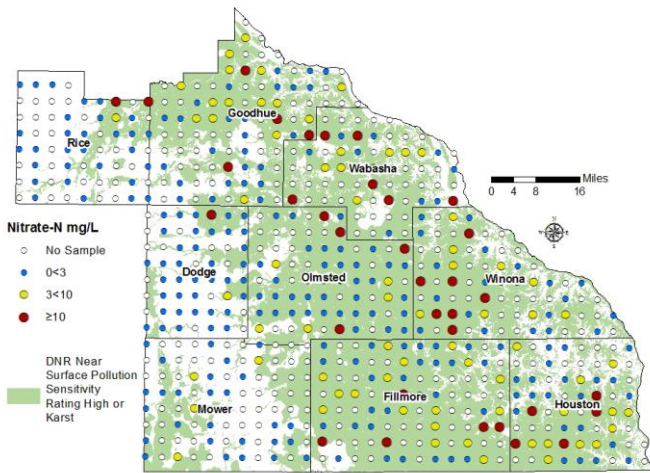 Goodhue
Rice
Wabasha
Miles
0 4 8 16
N
W E
S
Nitrate-N mg/L
No Sample
0<3
3<10
≥10
Dodge
Olmsted
Winona
DNR Near
Surface Pollution
Sensitivity
Rating High or
Karst
Mower
Fillmore
Houston